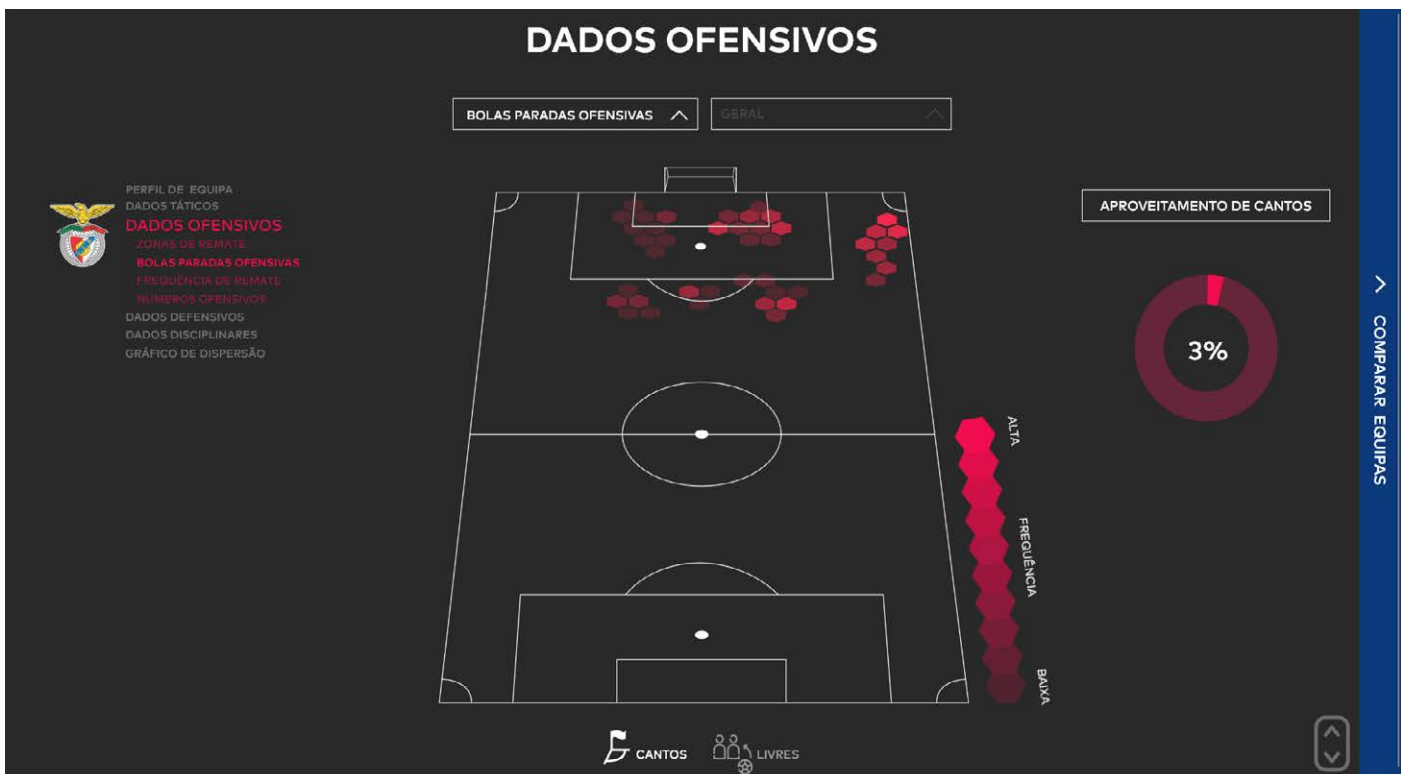 DADOS OFENSIVOS
BOLAS PARADAS OFENSIVAS
GERAL
PERFIL DE EQUIPA
DADOS TÁTICOS
DADOS OFENSIVOS
ZONAS DE REMATE
BOLAS PARADAS OFENSIVAS
FREQUÊNCIA DE REMATE
NÚMEROS OFENSIVOS
DADOS DEFENSIVOS
DADOS DISCIPLINARES
GRÁFICO DE DISPERSÃO
APROVEITAMENTO DE CANTOS
3%
ALTA
FREQUÊNCIA
BAIXA
CANTOS
LIVRES
COMPARAR EQUIPAS